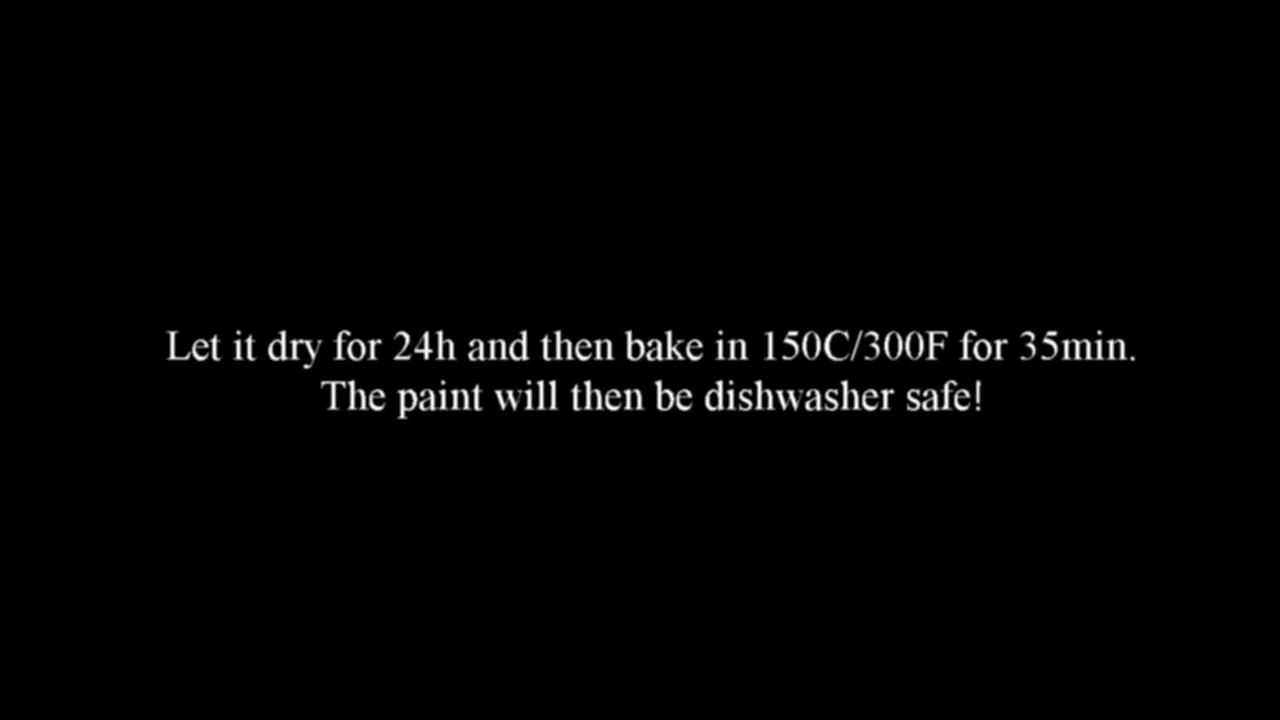 Let it dry for 24h and then bake in 150C/300F for 35min.
The paint will then be dishwasher safe!